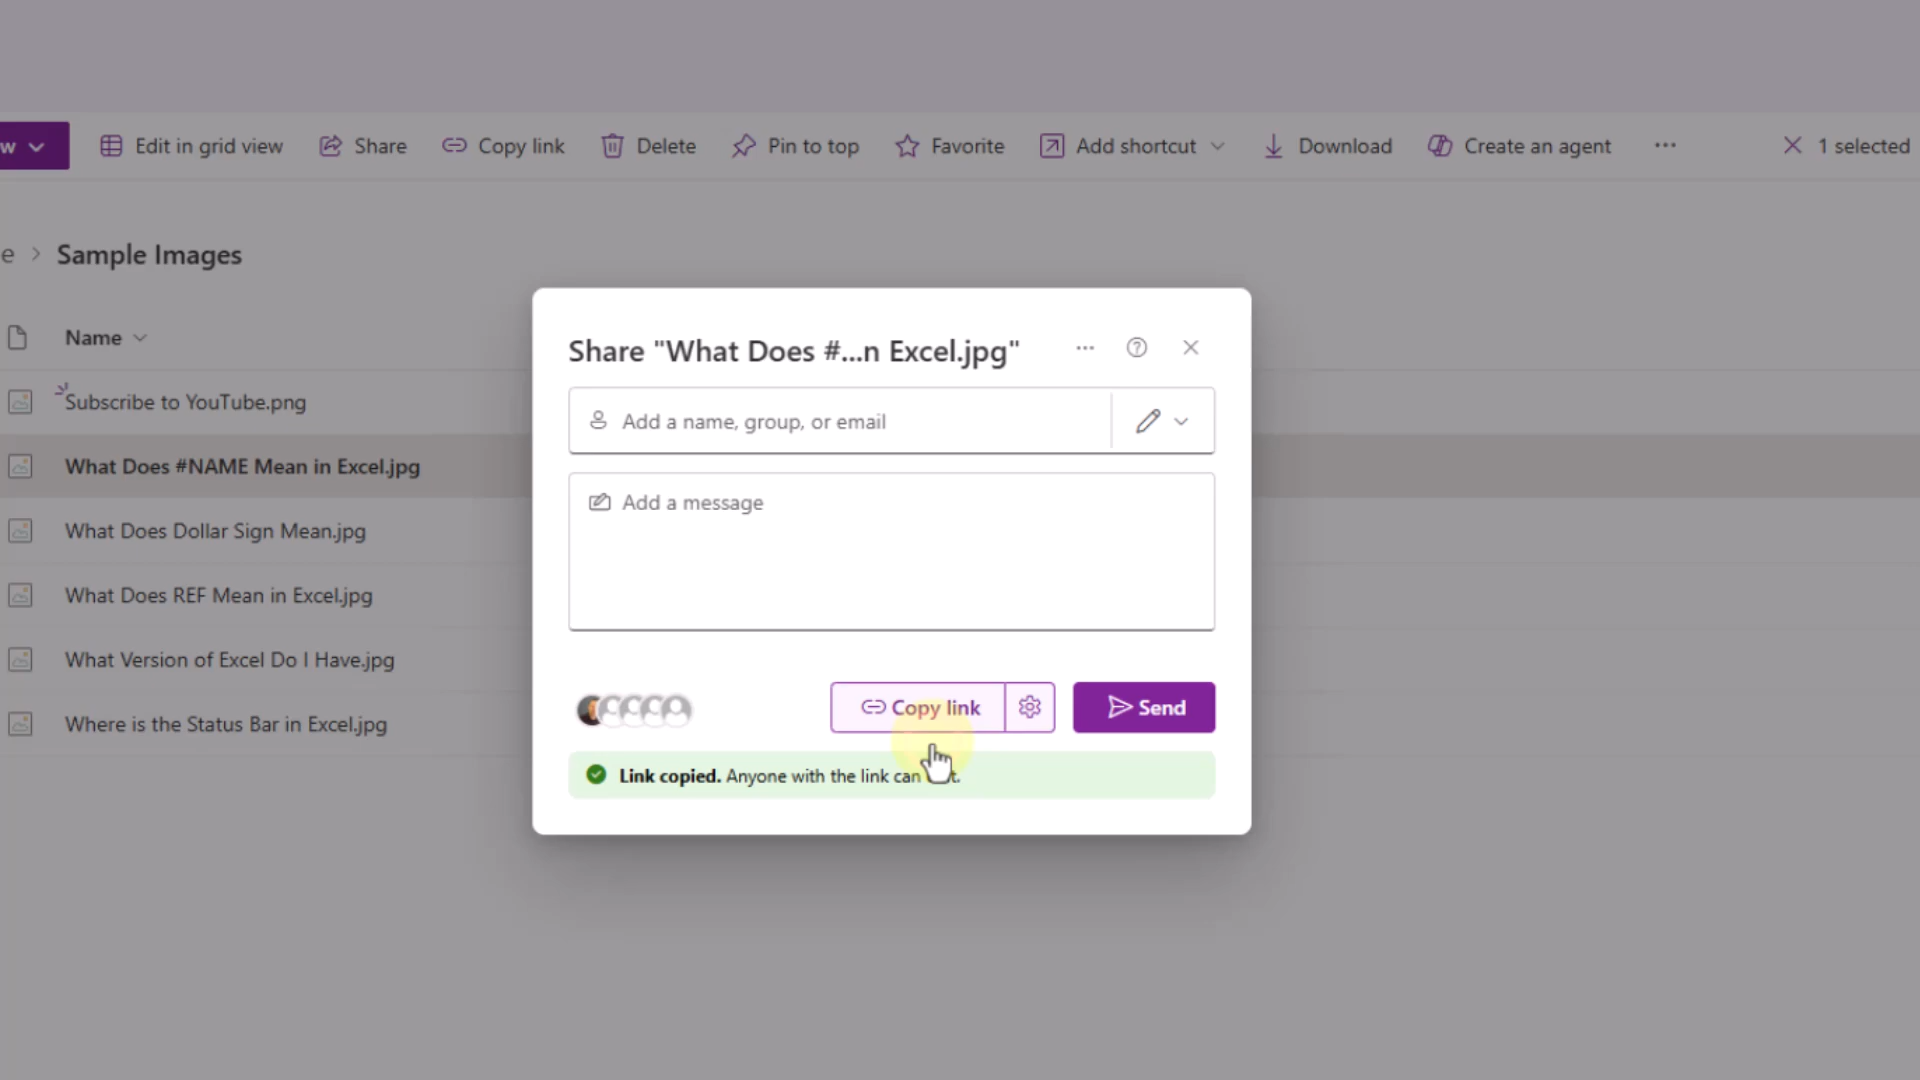 w
Edit in grid view
Share
Copy link
Delete
Pin to top
Favorite
Add shortcut
Download
Create an agent
...
1 selected
e > Sample Images
Name
Subscribe to YouTube.png
What Does #NAME Mean in Excel.jpg
What Does Dollar Sign Mean.jpg
What Does REF Mean in Excel.jpg
What Version of Excel Do I Have.jpg
Where is the Status Bar in Excel.jpg
Share "What Does #...n Excel.jpg"
Add a name, group, or email
Add a message
Copy link
Send
Link copied. Anyone with the link can